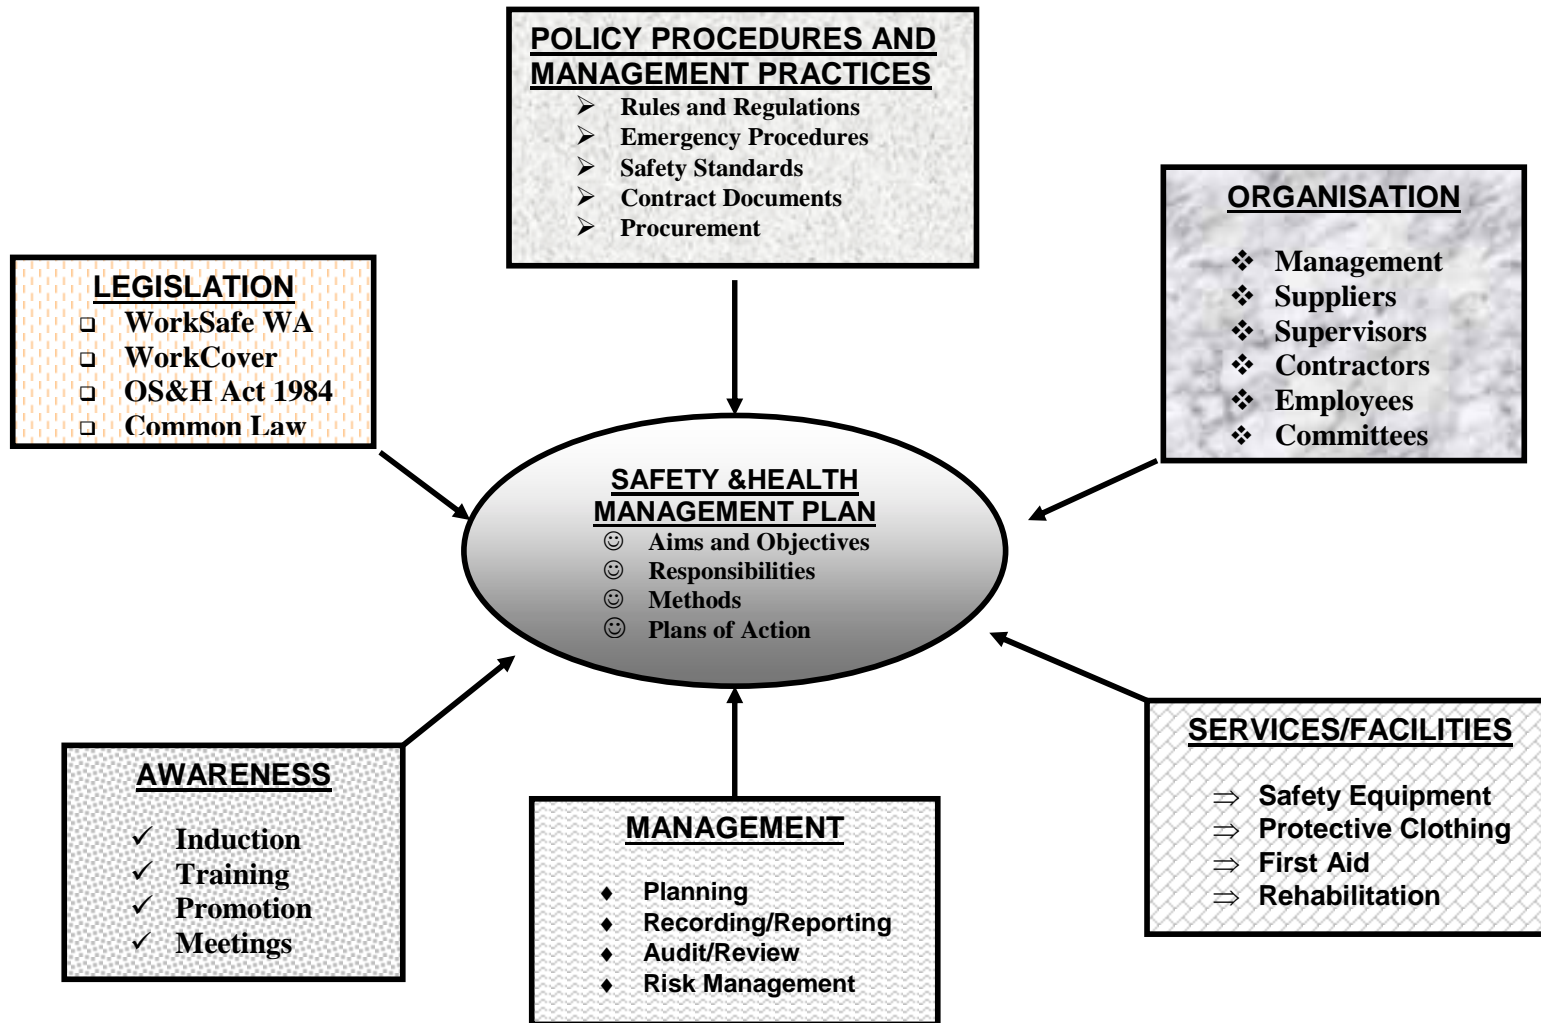 POLICY PROCEDURES AND
MANAGEMENT PRACTICES
Rules and Regulations
Emergency Procedures
Safety Standards
Contract Documents
Procurement
ORGANISATION
Management
Suppliers
Supervisors
Contractors
Employees
Committees
LEGISLATION
WorkSafe WA
WorkCover
OS&H Act 1984
Common Law
SAFETY &HEALTH
MANAGEMENT PLAN
Aims and Objectives
Responsibilities
Methods
Plans of Action
AWARENESS
Induction
Training
Promotion
Meetings
MANAGEMENT
Planning
Recording/Reporting
Audit/Review
Risk Management
SERVICES/FACILITIES
Safety Equipment
Protective Clothing
First Aid
Rehabilitation